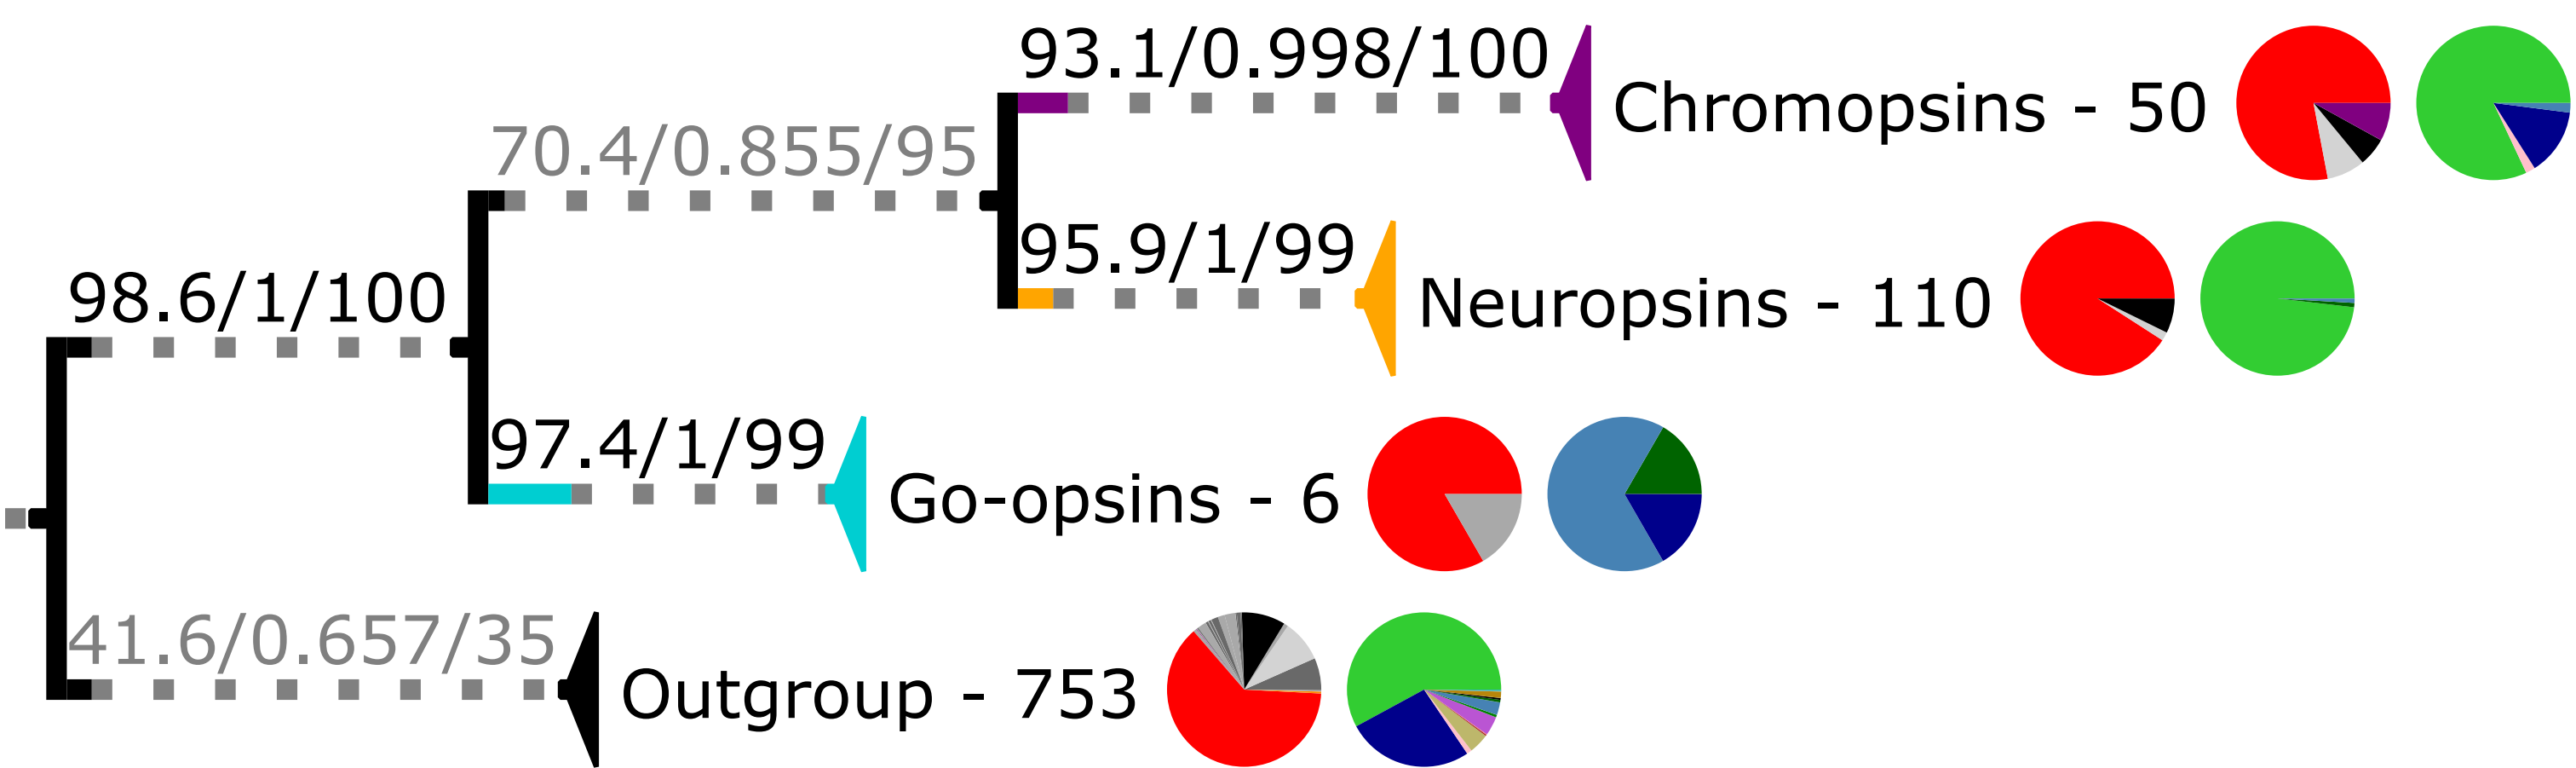 93.1/0.998/100
Chromopsins - 50
70.4/0.855/95
95.9/1/99
Neuropsins - 110
98.6/1/100
97.4/1/99
Go-opsins - 6
41.6/0.657/35
Outgroup - 753